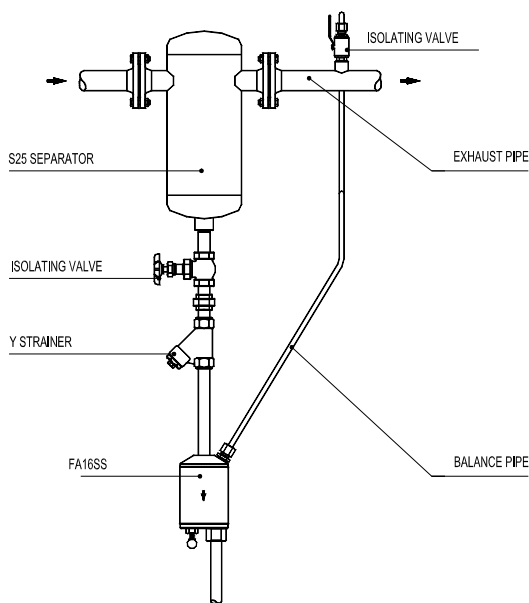 ISOLATING VALVE
EXHAUST PIPE
S25 SEPARATOR
ISOLATING VALVE
Y STRAINER
FA16SS
BALANCE PIPE